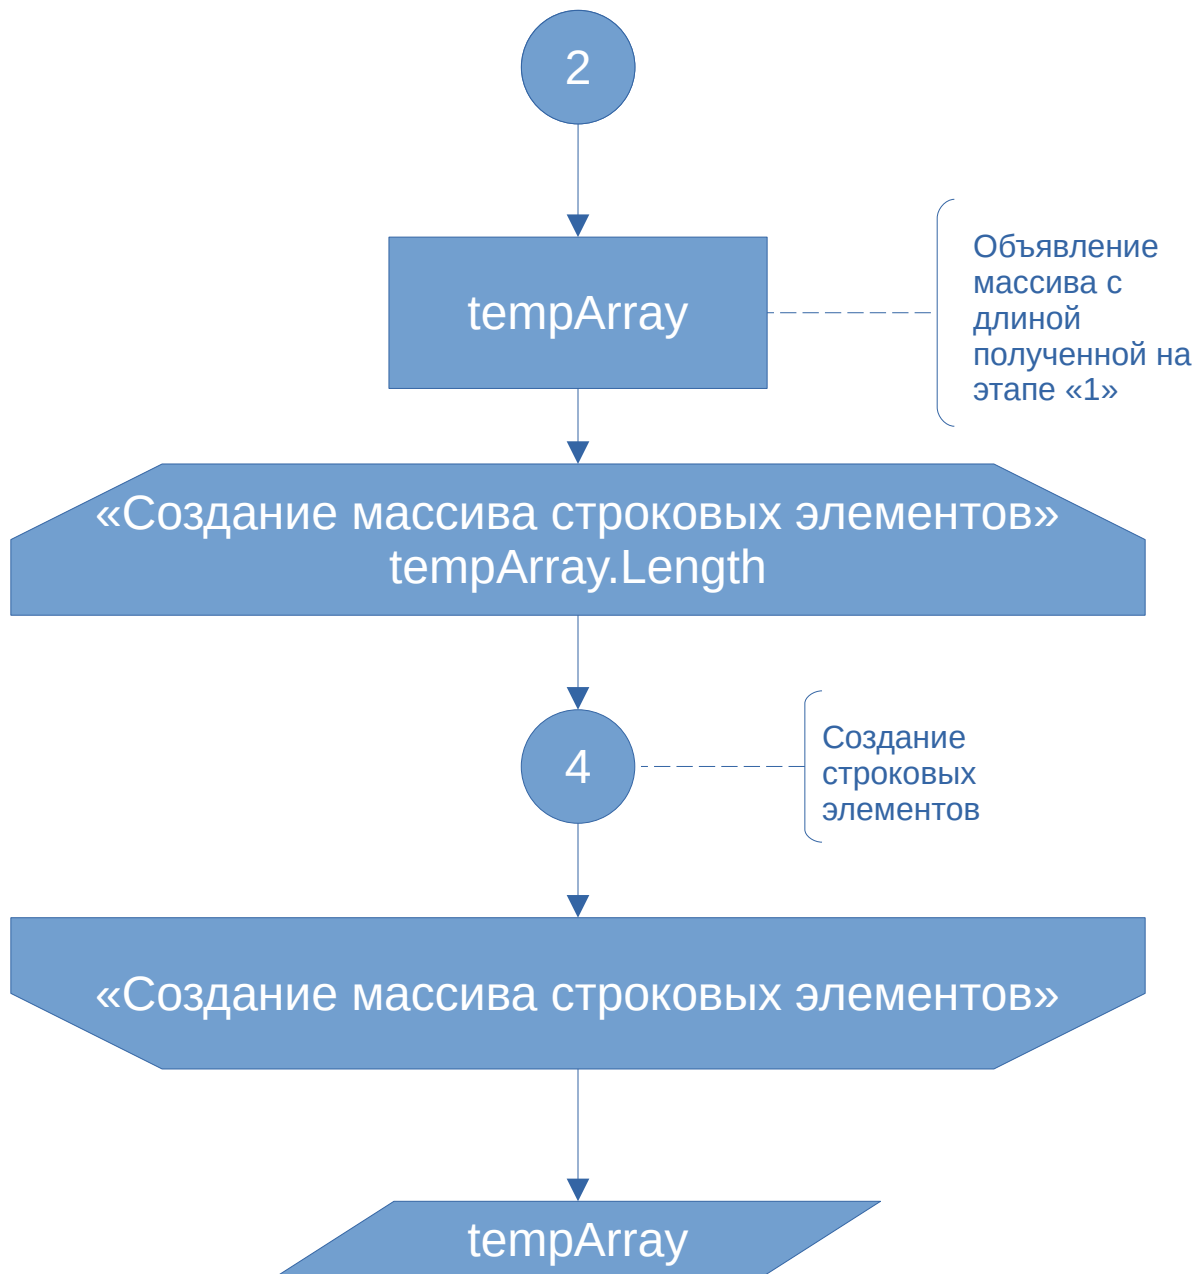 2
tempArray
Объявление
массива с
длиной
полученной на
этапе «1»
«Создание массива строковых элементов»
tempArray.Length
4
Создание
строковых
элементов
«Создание массива строковых элементов»
tempArray